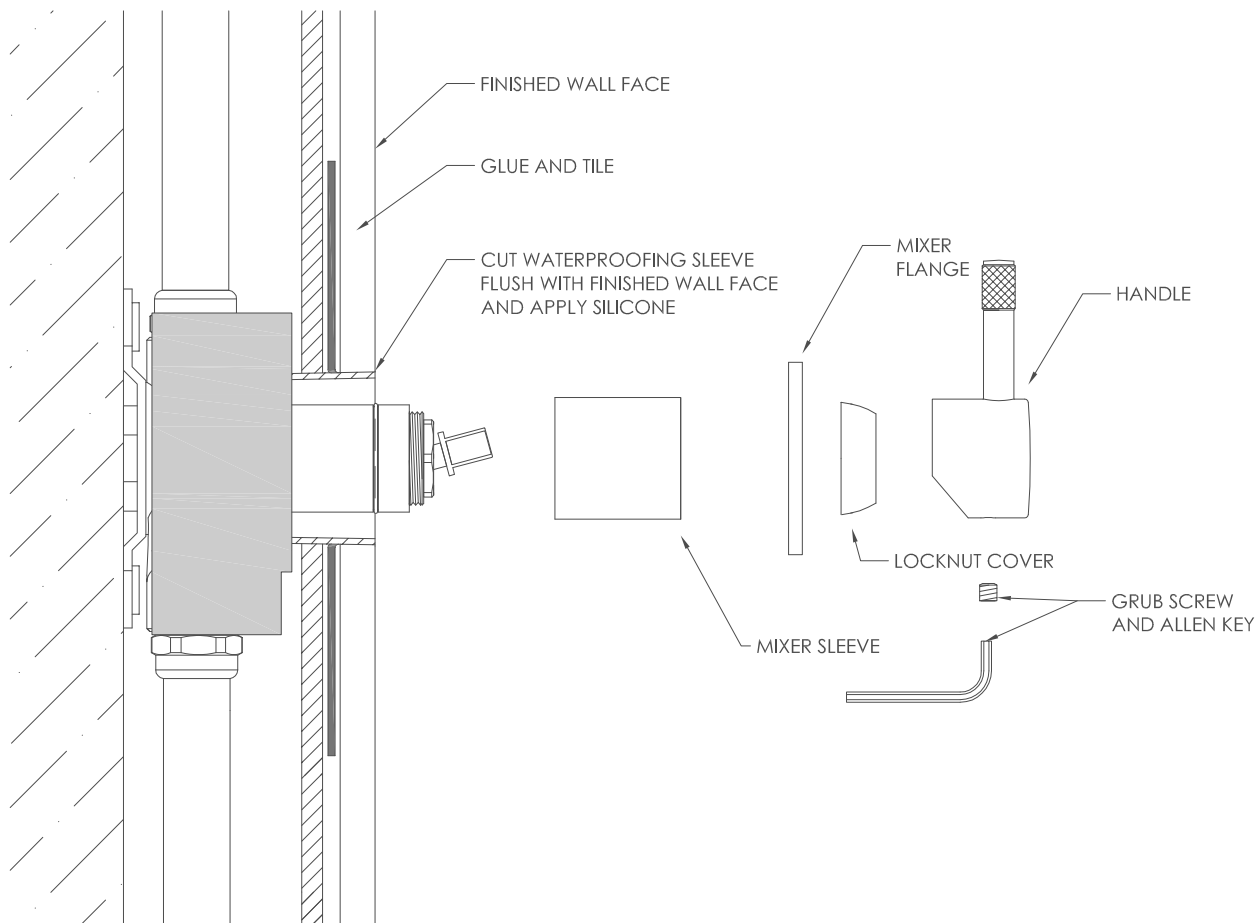 FINISHED WALL FACE
GLUE AND TILE
CUT WATERPROOFING SLEEVE
FLUSH WITH FINISHED WALL FACE
AND APPLY SILICONE
MIXER
FLANGE
HANDLE
LOCKNUT COVER
GRUB SCREW
AND ALLEN KEY
MIXER SLEEVE